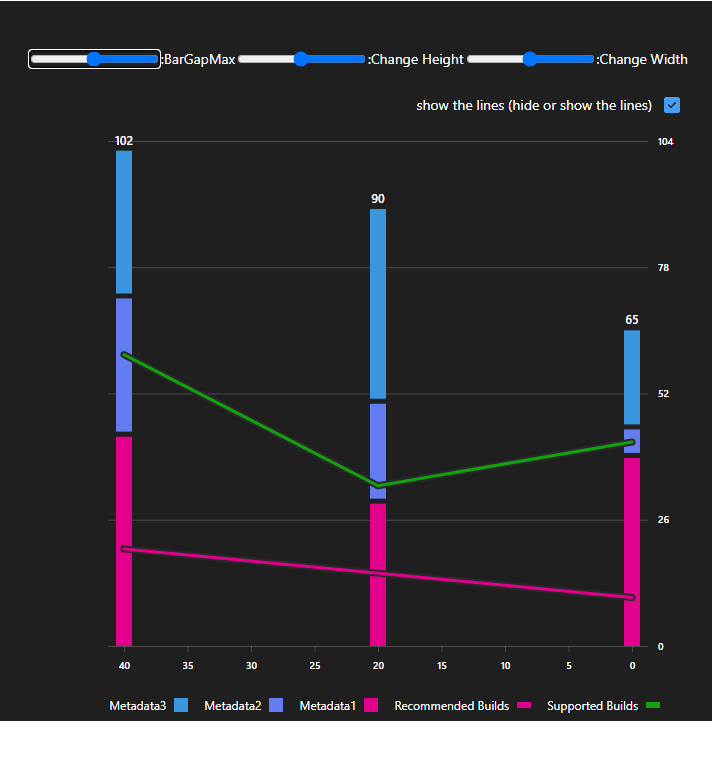 :BarGapMax :Change Height :Change Width
show the lines (hide or show the lines)
102
104
90
78
65
52
26
0
40 35 30 25 20 15 10 5 0
Metadata3 Metadata2 Metadata1 Recommended Builds Supported Builds